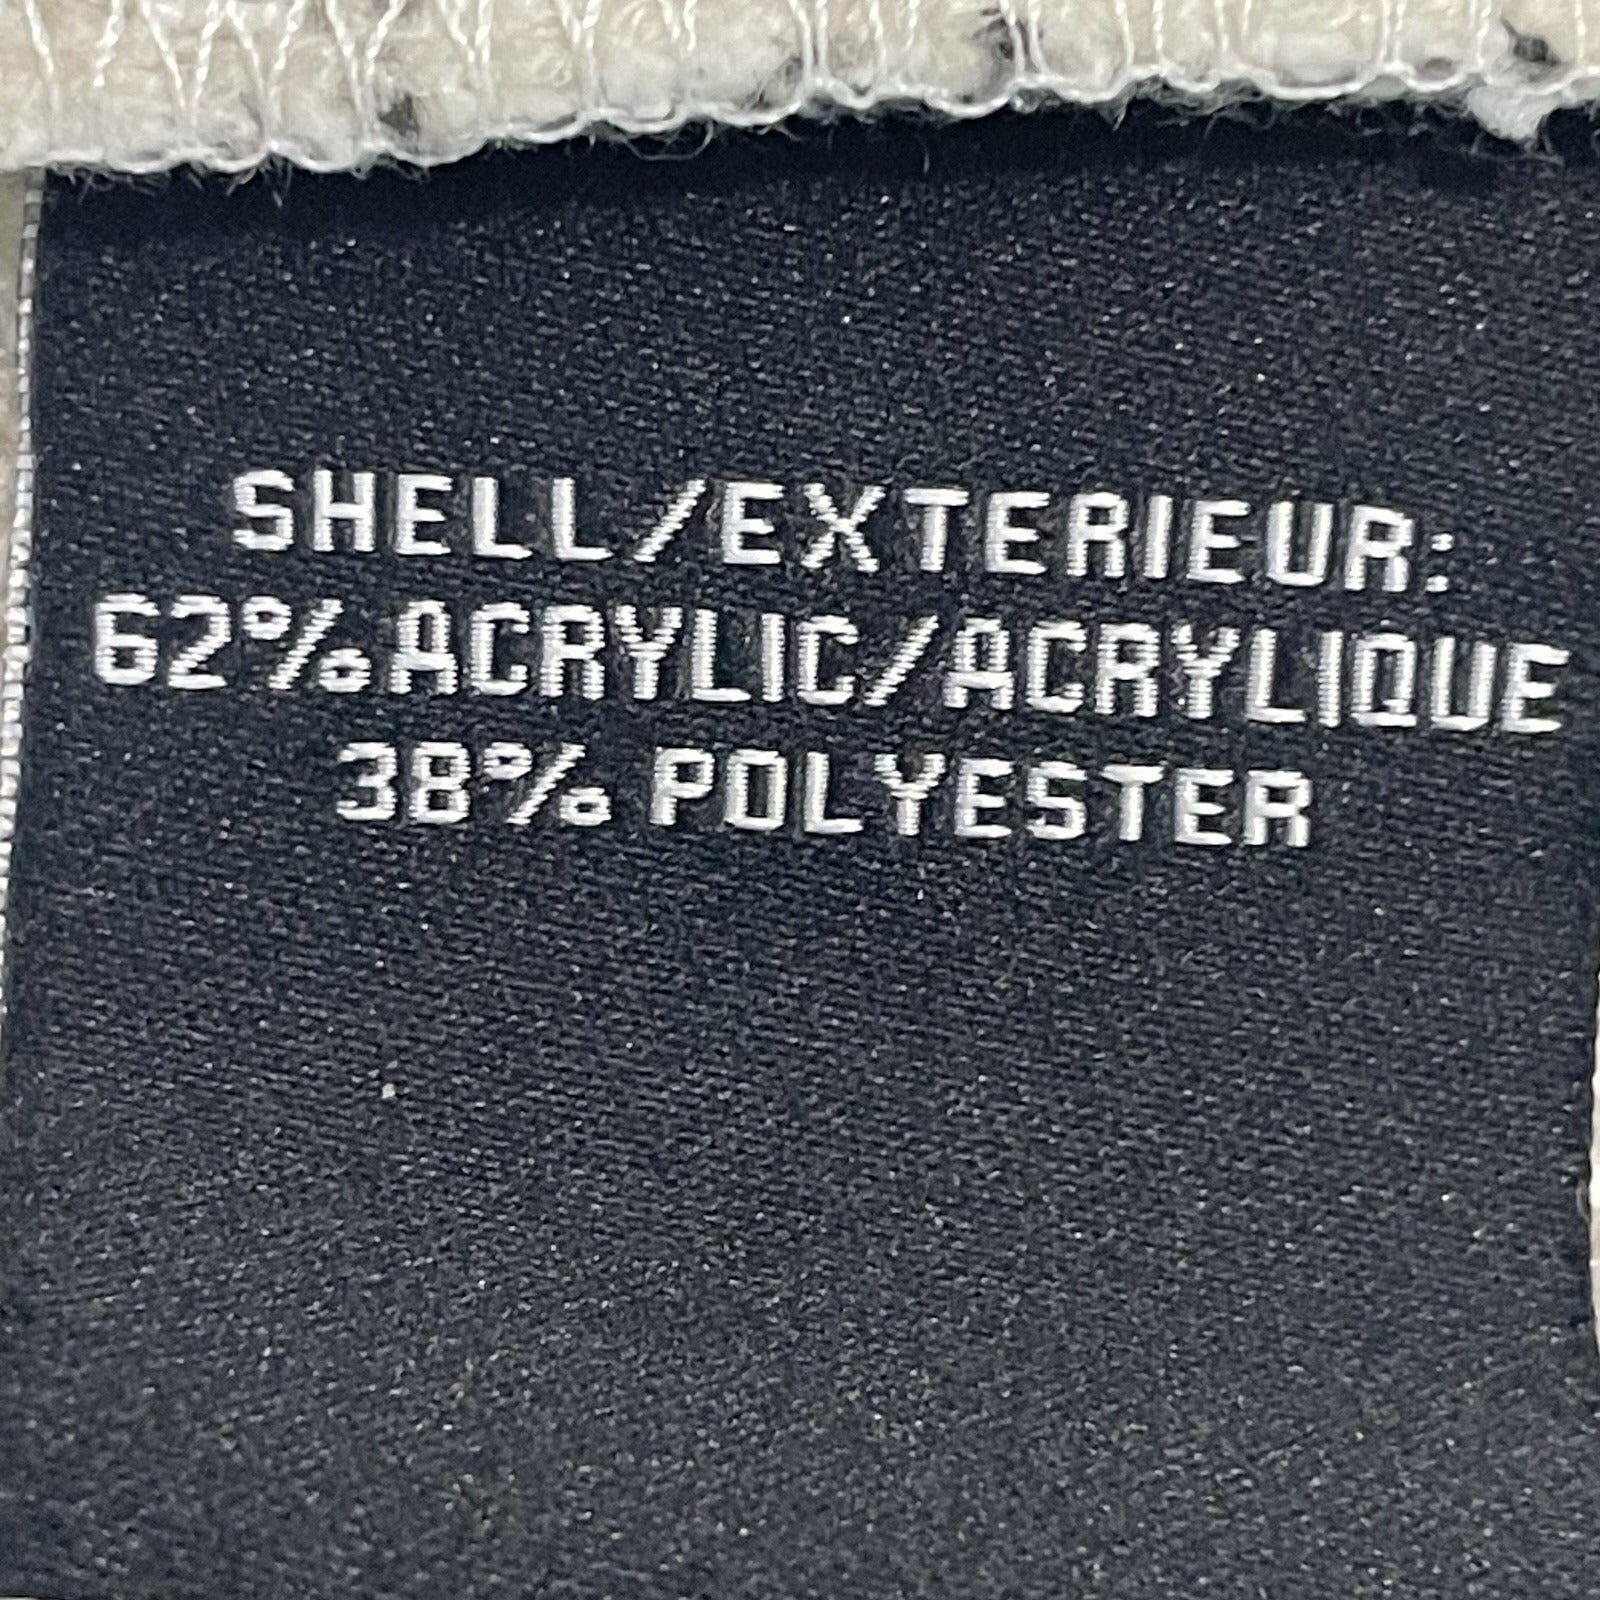 SHELL/EXTERIEUR:
62% ACRYLIC/ACRYLIQUE
38% POLYESTER